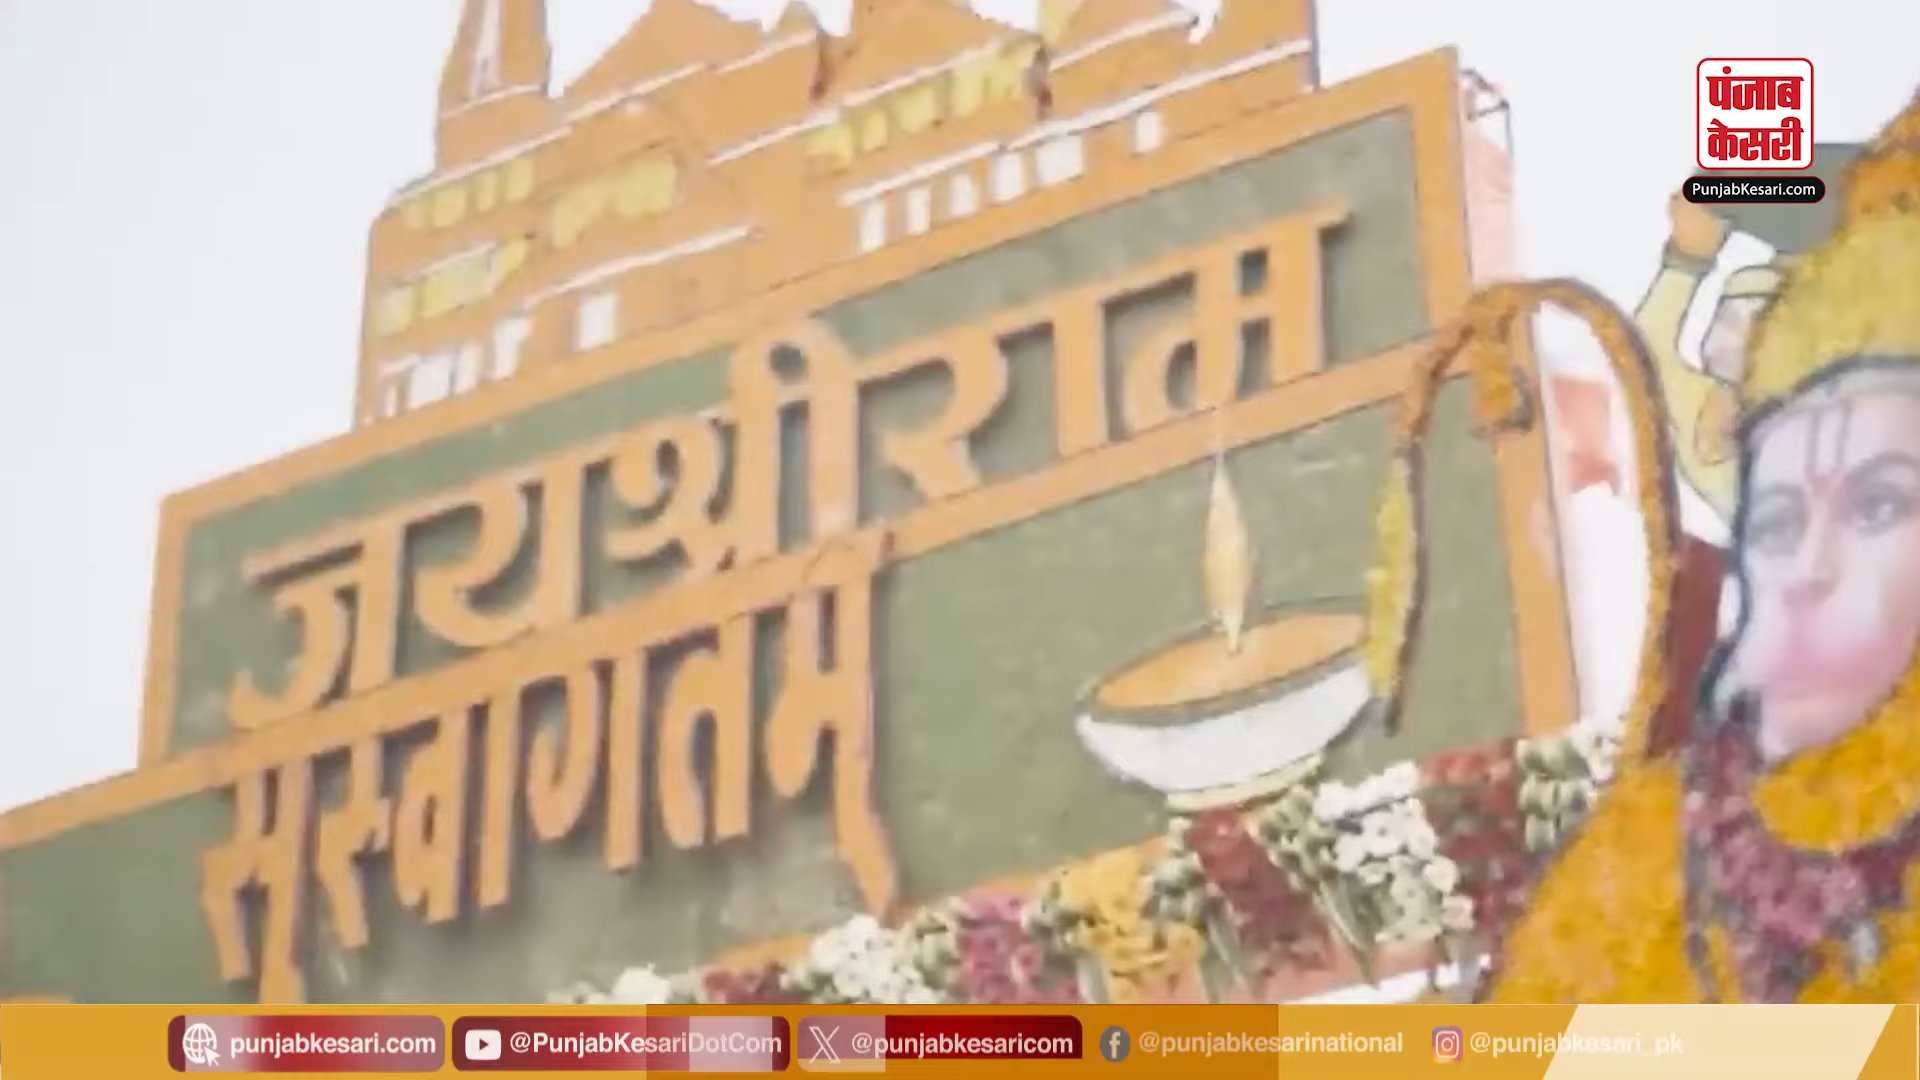 पंजाब
केसरी
PunjabKesari.com
जय श्री राम
सुस्वागतम्
punjabkesari.com
@PunjabKesariDotCom
@punjabkesaricom
@punjabkesarinational
@punjabkesari_pk